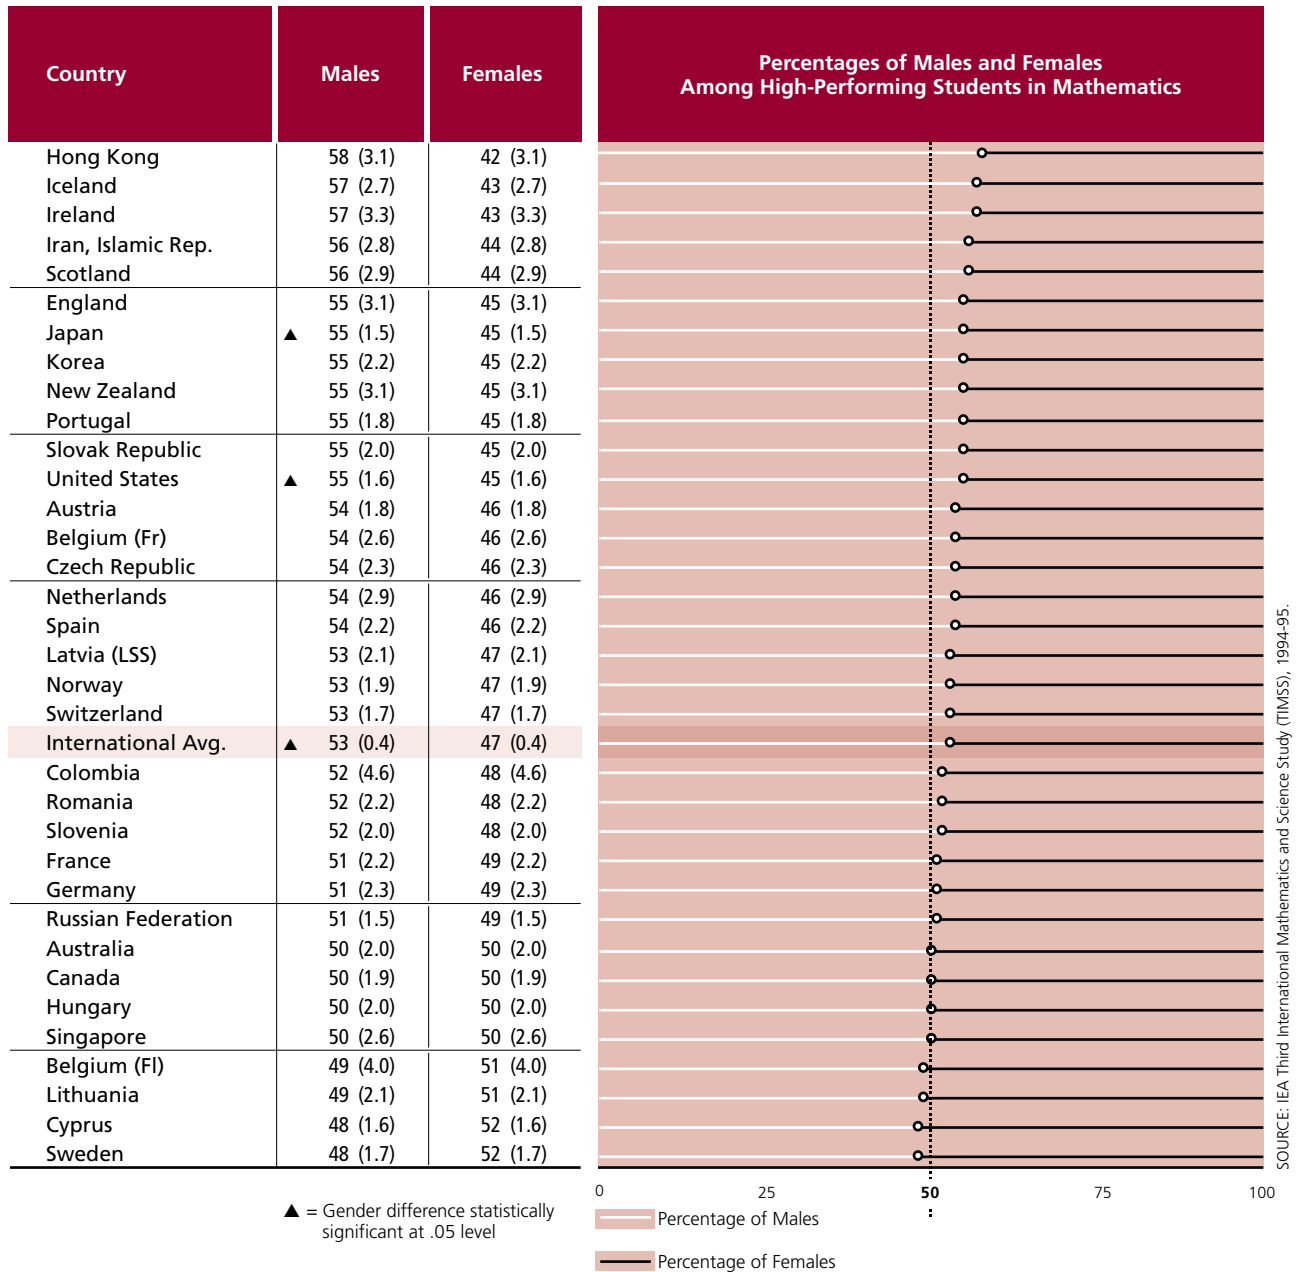 Country Males Females Percentages of Males and Females
Among High-Performing Students in Mathematics
Hong Kong 58 (3.1) 42 (3.1)
Iceland 57 (2.7) 43 (2.7)
Ireland 57 (3.3) 43 (3.3)
Iran, Islamic Rep. 56 (2.8) 44 (2.8)
Scotland 56 (2.9) 44 (2.9)
England 55 (3.1) 45 (3.1)
Japan ▲ 55 (1.5) 45 (1.5)
Korea 55 (2.2) 45 (2.2)
New Zealand 55 (3.1) 45 (3.1)
Portugal 55 (1.8) 45 (1.8)
Slovak Republic 55 (2.0) 45 (2.0)
United States ▲ 55 (1.6) 45 (1.6)
Austria 54 (1.8) 46 (1.8)
Belgium (Fr) 54 (2.6) 46 (2.6)
Czech Republic 54 (2.3) 46 (2.3)
Netherlands 54 (2.9) 46 (2.9)
Spain 54 (2.2) 46 (2.2)
Latvia (LSS) 53 (2.1) 47 (2.1)
Norway 53 (1.9) 47 (1.9)
Switzerland 53 (1.7) 47 (1.7)
International Avg. ▲ 53 (0.4) 47 (0.4)
Colombia 52 (4.6) 48 (4.6)
Romania 52 (2.2) 48 (2.2)
Slovenia 52 (2.0) 48 (2.0)
France 51 (2.2) 49 (2.2)
Germany 51 (2.3) 49 (2.3)
Russian Federation 51 (1.5) 49 (1.5)
Australia 50 (2.0) 50 (2.0)
Canada 50 (1.9) 50 (1.9)
Hungary 50 (2.0) 50 (2.0)
Singapore 50 (2.6) 50 (2.6)
Belgium (Fl) 49 (4.0) 51 (4.0)
Lithuania 49 (2.1) 51 (2.1)
Cyprus 48 (1.6) 52 (1.6)
Sweden 48 (1.7) 52 (1.7)
0 25 50 75 100
▲ = Gender difference statistically
significant at .05 level
Percentage of Males
Percentage of Females
SOURCE: IEA Third International Mathematics and Science Study (TIMSS), 1994-95.